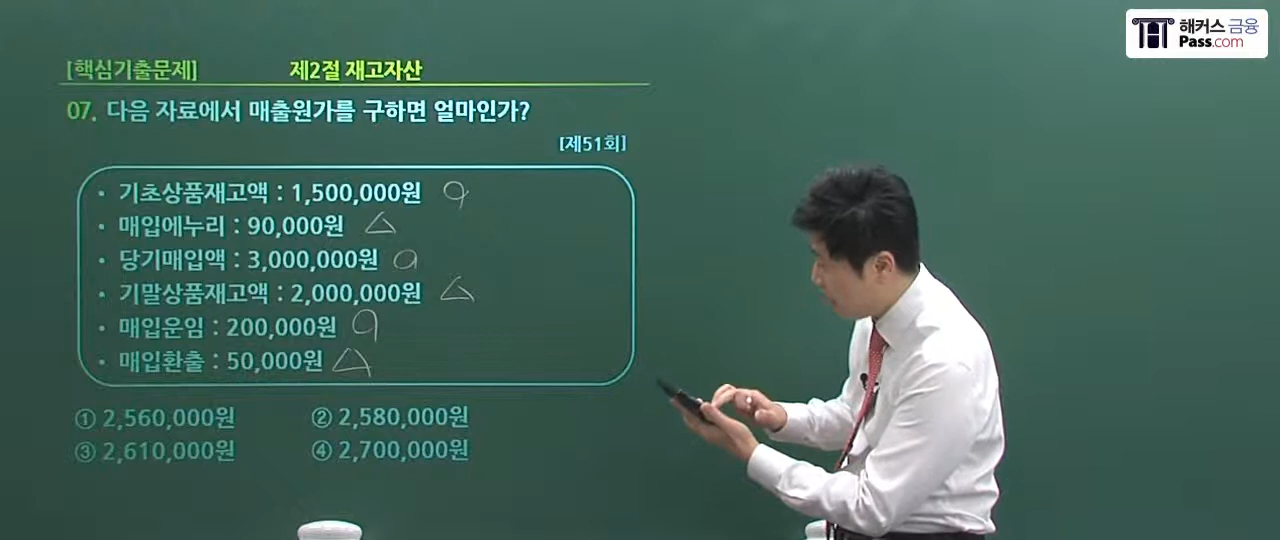 해커스 금융
Pass.com
[핵심기출문제] 제2절 재고자산
07. 다음 자료에서 매출원가를 구하면 얼마인가?
[제51회]
• 기초상품재고액 : 1,500,000원
• 매입에누리 : 90,000원 △
• 당기매입액 : 3,000,000원
• 기말상품재고액 : 2,000,000원 △
• 매입운임 : 200,000원
• 매입환출 : 50,000원 △
① 2,560,000원 ② 2,580,000원
③ 2,610,000원 ④ 2,700,000원